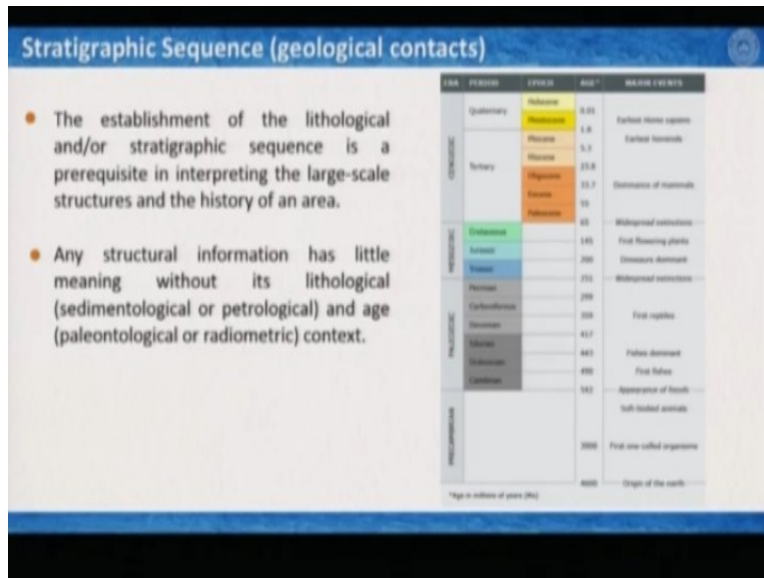 Stratigraphic Sequence (geological contacts)
The establishment of the lithological
and/or stratigraphic sequence is a
prerequisite in interpreting the large-scale
structures and the history of an area.
Any structural information has little
meaning without its lithological
(sedimentological or petrological) and age
(paleontological or radiometric) context.
ERA PERIOD EPOCH AGE* MAJOR EVENTS
Holocene
Quaternary 0.01
Pleistocene Earliest Homo sapiens
1.8
Pliocene Earliest hominids
5.3
Miocene
CENOZOIC Tertiary 23.8
Oligocene
33.7 Dominance of mammals
Eocene
55
Paleocene
65 Widespread extinctions
Cretaceous
145 First flowering plants
MESOZOIC Jurassic
200 Dinosaurs dominant
Triassic
251 Widespread extinctions
Permian
299
Carboniferous
359 First reptiles
PALEOZOIC Devonian
417
Silurian
443 Fishes dominant
Ordovician
490 First fishes
Cambrian
542 Appearance of fossils
Soft-bodied animals
PRECAMBRIAN
First one-celled organisms
Origin of the earth
*Age in millions of years (Ma)